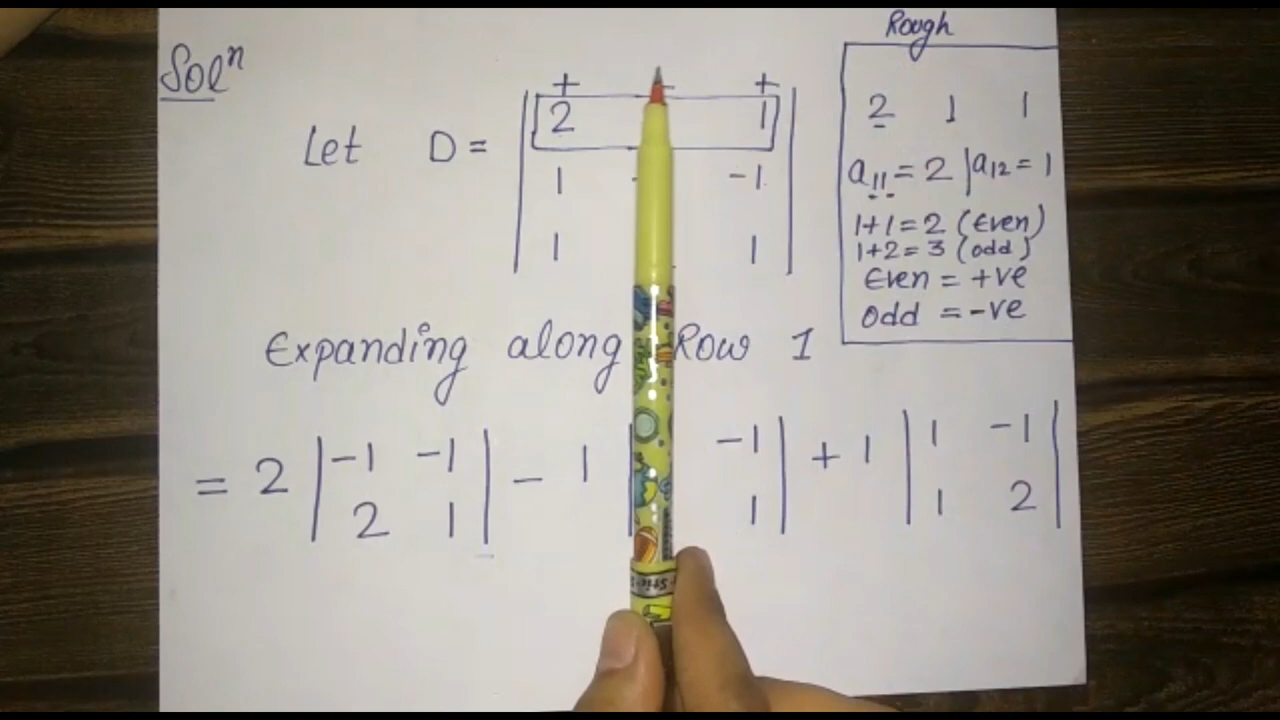 Rough
Solⁿ
+ - +
Let D = | 2 1 |
| 1 - -1 |
| 1 1 |
2 1 1
a₁₁ = 2 | a₁₂ = 1
1+1=2 (Even)
1+2=3 (odd)
Even = +ve
odd = -ve
Expanding along Row 1
= 2 | -1 -1 | - 1 | -1 | + 1 | 1 -1 |
| 2 1 | | 1 | | 1 2 |